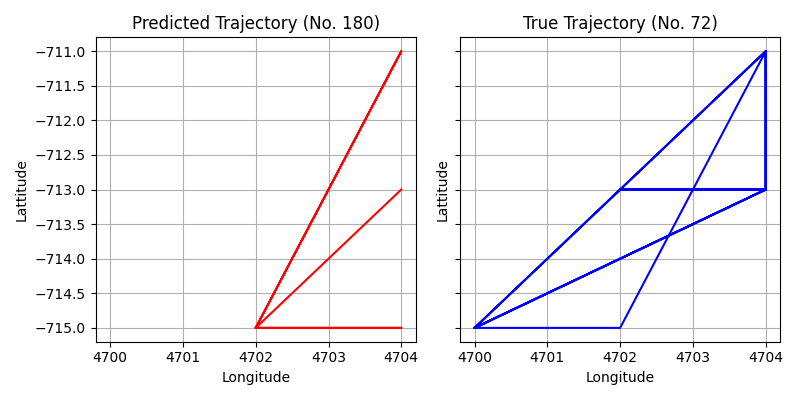 Predicted Trajectory (No. 180)
−711.0
−711.5
−712.0
−712.5
−713.0
−713.5
−714.0
−714.5
−715.0
Lattitude
4700 4701 4702 4703 4704
Longitude
True Trajectory (No. 72)
Lattitude
4700 4701 4702 4703 4704
Longitude